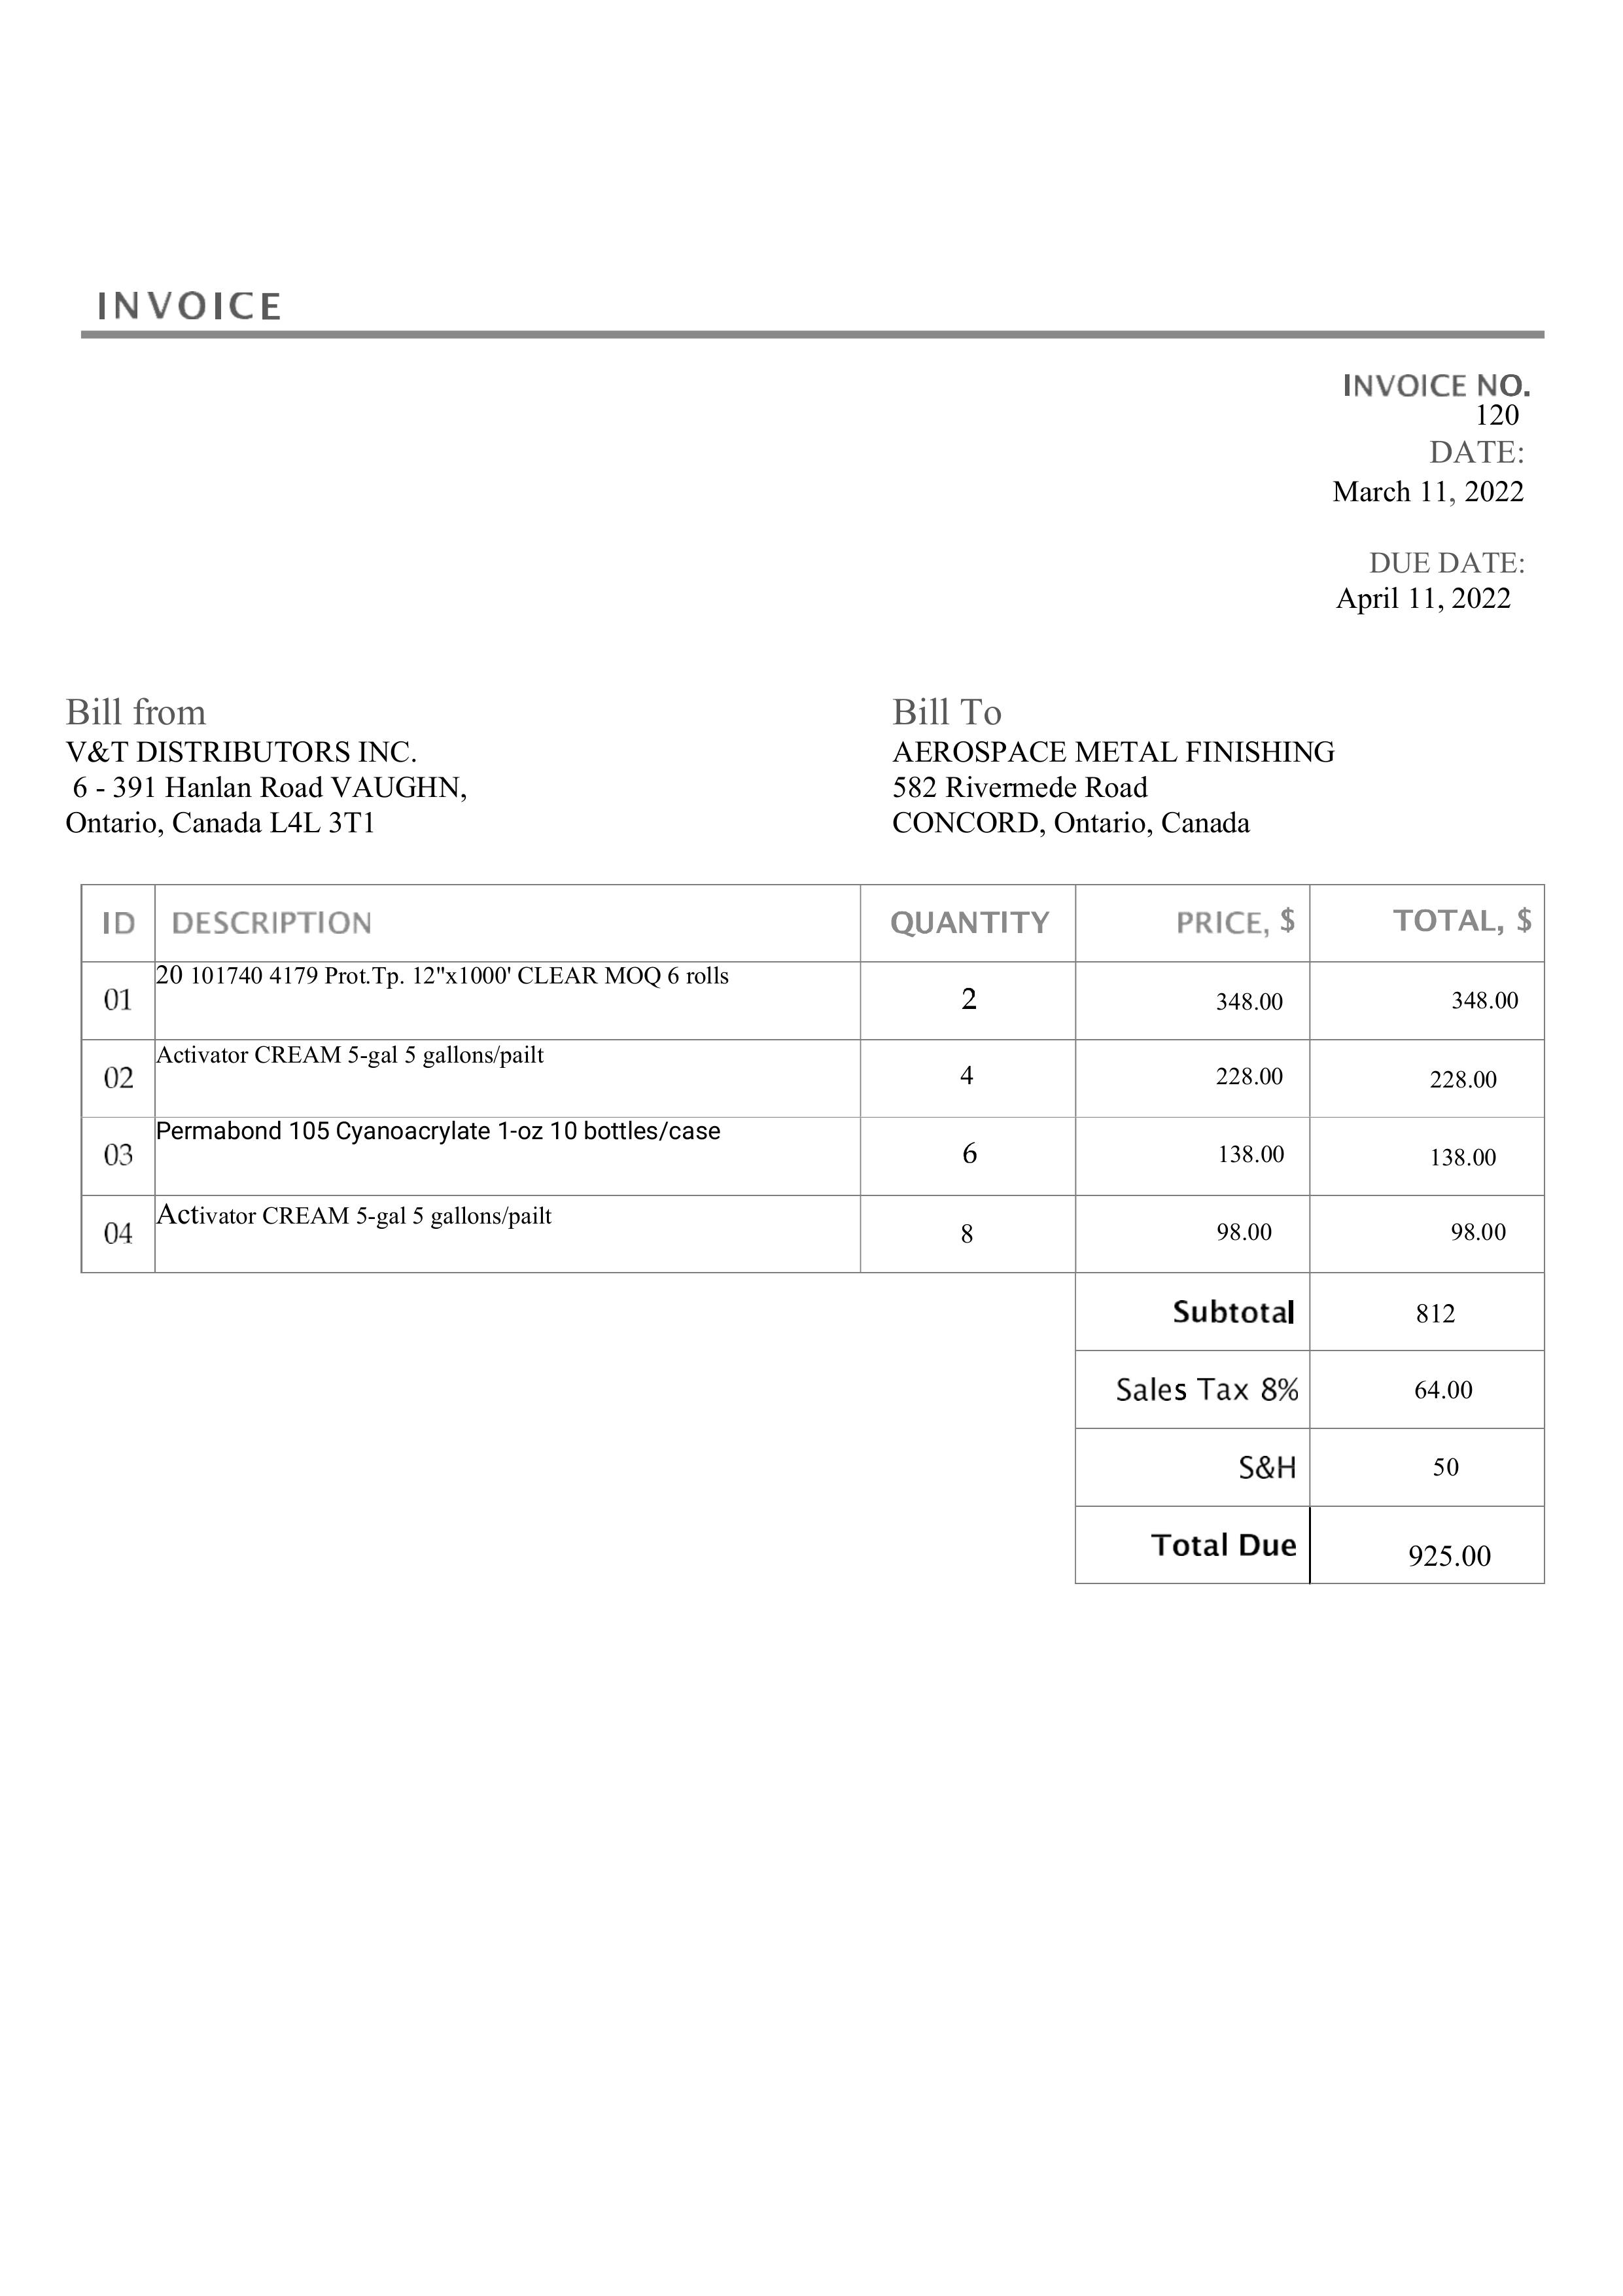 INVOICE
INVOICE NO.
120
DATE:
March 11, 2022
DUE DATE:
April 11, 2022
Bill from
V&T DISTRIBUTORS INC.
6 - 391 Hanlan Road VAUGHN,
Ontario, Canada L4L 3T1
Bill To
AEROSPACE METAL FINISHING
582 Rivermede Road
CONCORD, Ontario, Canada
ID DESCRIPTION QUANTITY PRICE, $ TOTAL, $
01 20 101740 4179 Prot.Tp. 12"x1000' CLEAR MOQ 6 rolls 2 348.00 348.00
02 Activator CREAM 5-gal 5 gallons/pailt 4 228.00 228.00
03 Permabond 105 Cyanoacrylate 1-oz 10 bottles/case 6 138.00 138.00
04 Activator CREAM 5-gal 5 gallons/pailt 8 98.00 98.00
Subtotal 812
Sales Tax 8% 64.00
S&H 50
Total Due 925.00